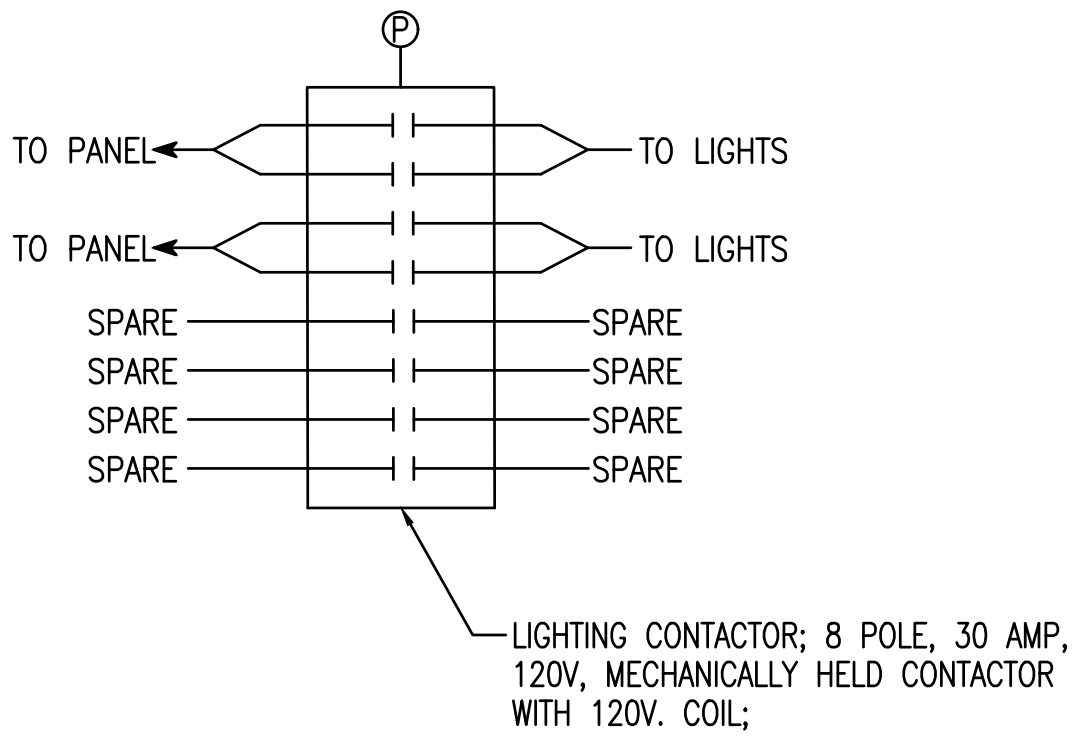 P
TO PANEL TO LIGHTS
TO PANEL TO LIGHTS
SPARE SPARE
SPARE SPARE
SPARE SPARE
SPARE SPARE
LIGHTING CONTACTOR; 8 POLE, 30 AMP,
120V, MECHANICALLY HELD CONTACTOR
WITH 120V. COIL;